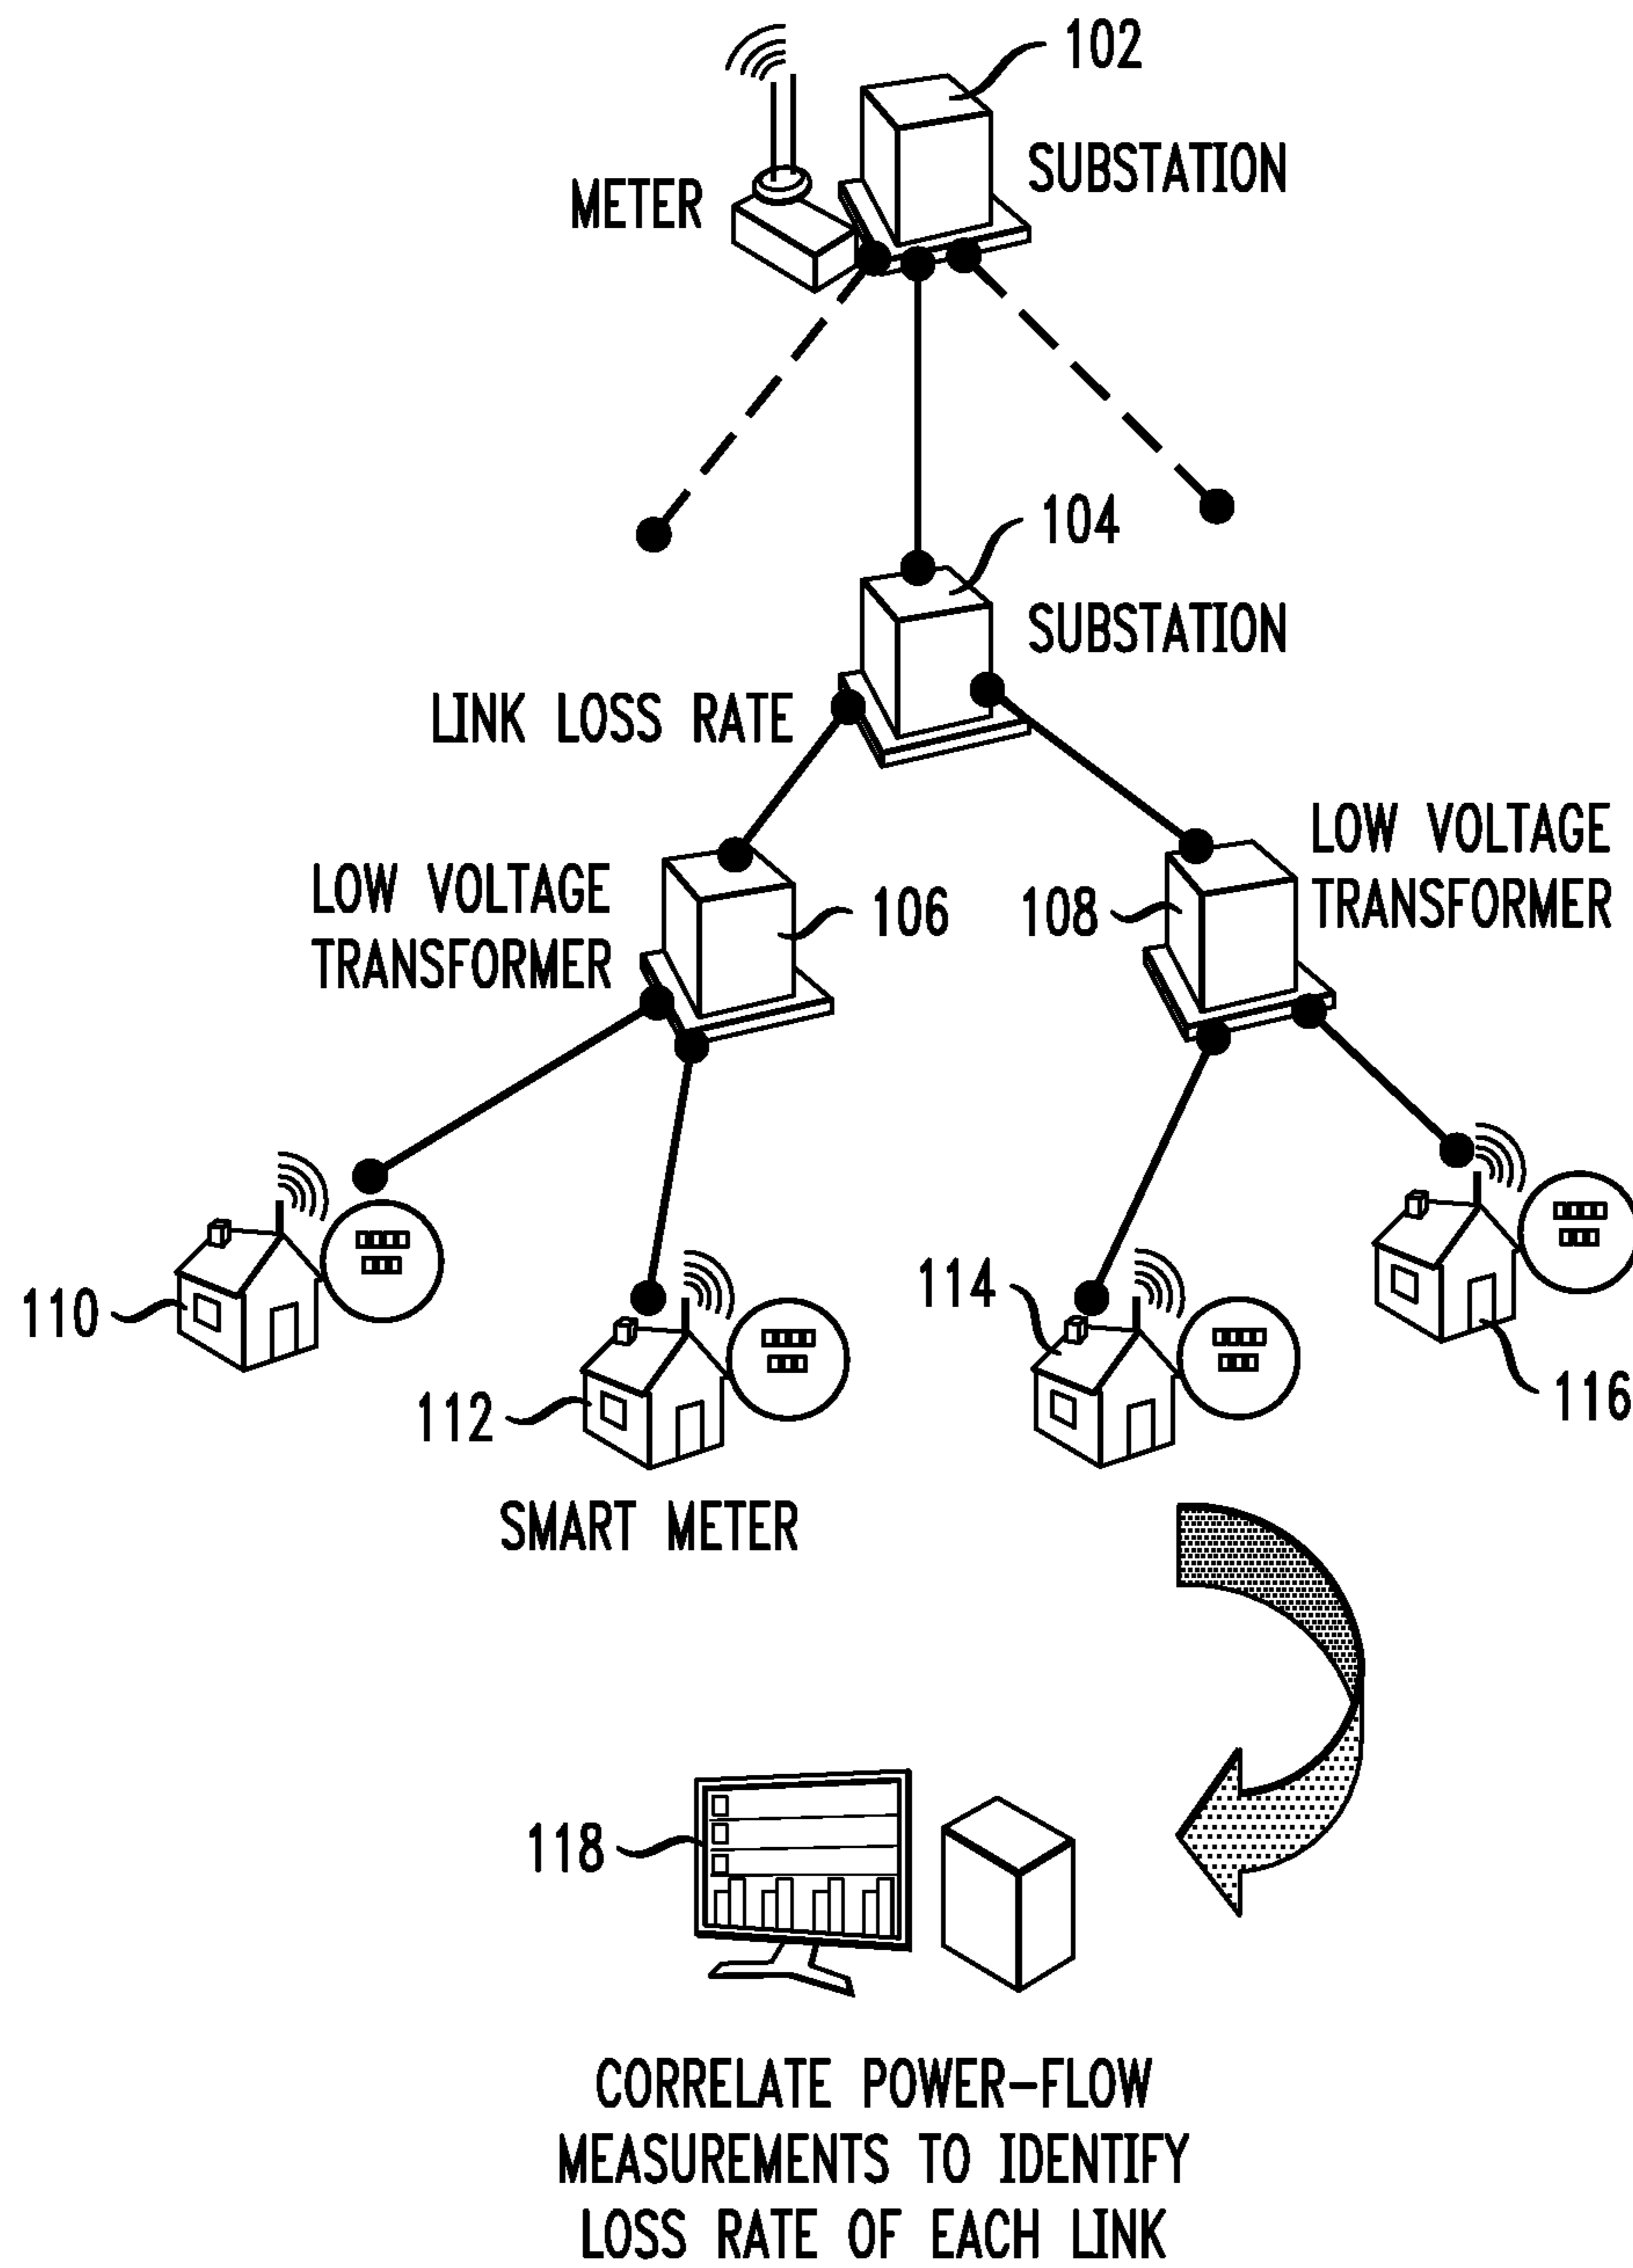 102
SUBSTATION
METER
104
SUBSTATION
LINK LOSS RATE
LOW VOLTAGE
TRANSFORMER
106
108
LOW VOLTAGE
TRANSFORMER
110
112
114
116
SMART METER
118
CORRELATE POWER-FLOW
MEASUREMENTS TO IDENTIFY
LOSS RATE OF EACH LINK